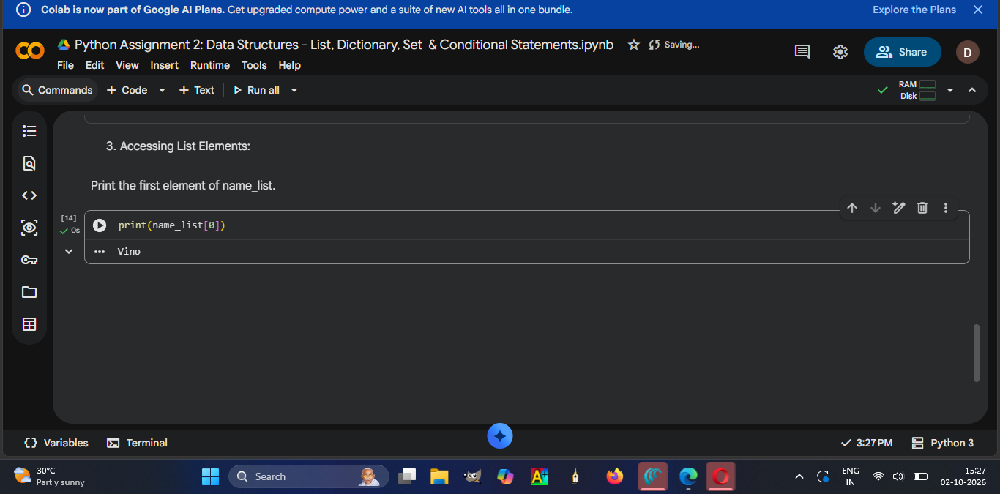 Colab is now part of Google AI Plans. Get upgraded compute power and a suite of new AI tools all in one bundle. Explore the Plans
Python Assignment 2: Data Structures - List, Dictionary, Set & Conditional Statements.ipynb Saving...
File Edit View Insert Runtime Tools Help
Share
D
Commands + Code + Text Run all
RAM
Disk
3. Accessing List Elements:
Print the first element of name_list.
[14]
0s
print(name_list[0])
Vino
Variables Terminal
3:27 PM Python 3
30°C
Partly sunny
Search
ENG
IN
15:27
02-10-2026